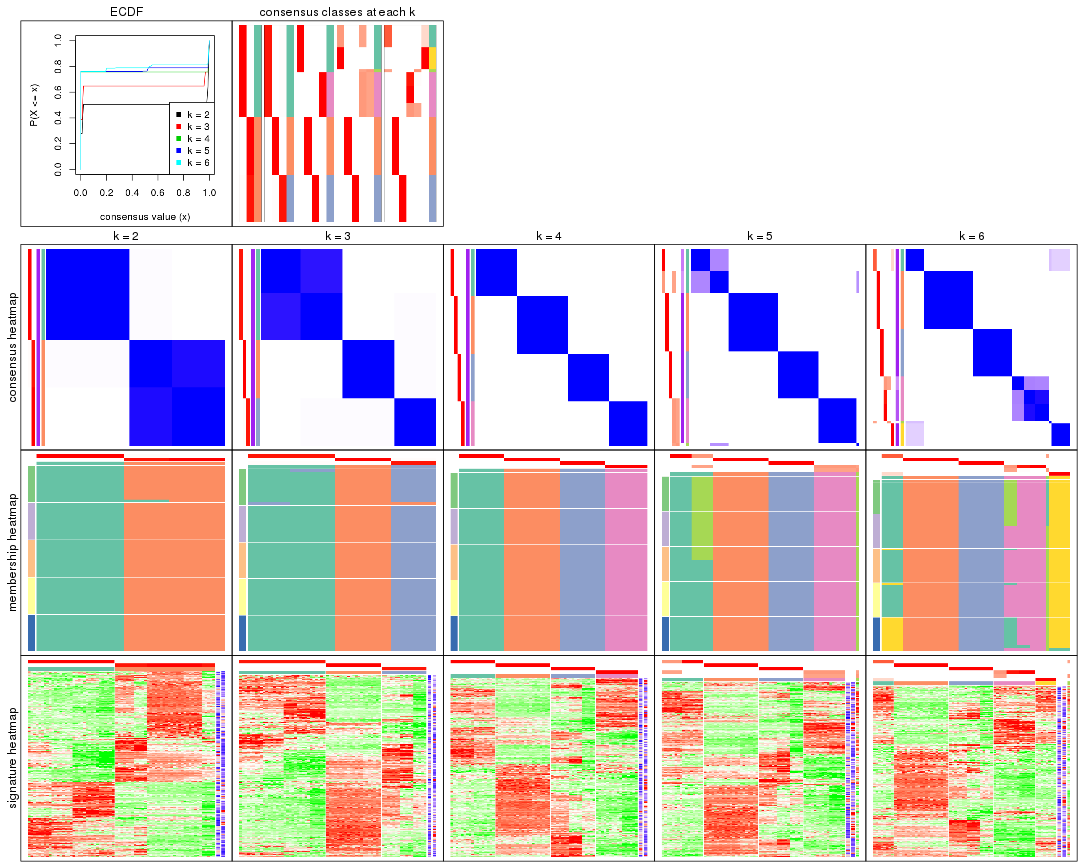 ECDF
consensus classes at each k
P(X <= x)
1.0
0.8
0.6
0.4
0.2
0.0
k = 2
k = 3
k = 4
k = 5
k = 6
0.0 0.2 0.4 0.6 0.8 1.0
consensus value (x)
k = 2
k = 3
k = 4
k = 5
k = 6
consensus heatmap
membership heatmap
signature heatmap